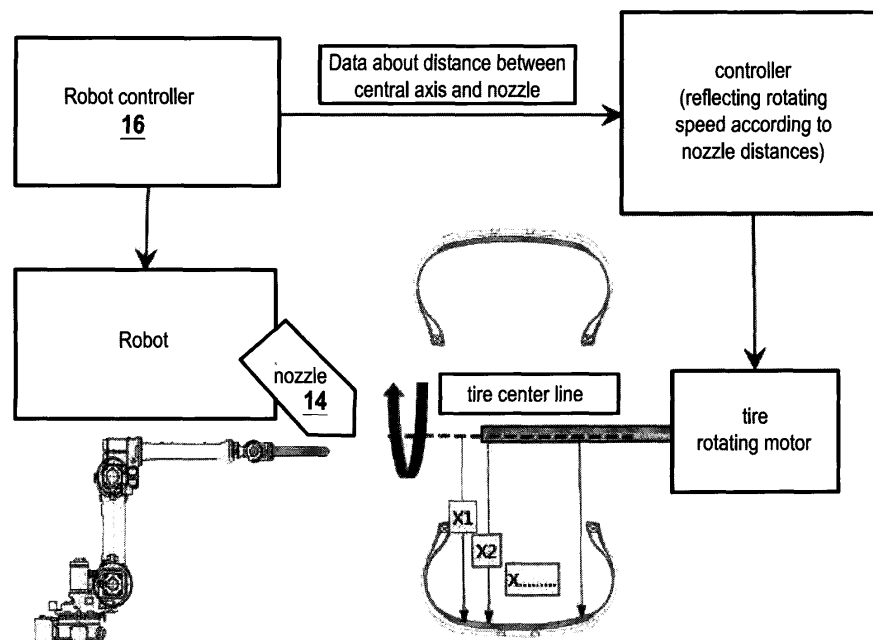 Robot controller
16
Data about distance between
central axis and nozzle
controller
(reflecting rotating
speed according to
nozzle distances)
Robot
nozzle
14
tire center line
tire
rotating motor
X1
X2
X..........